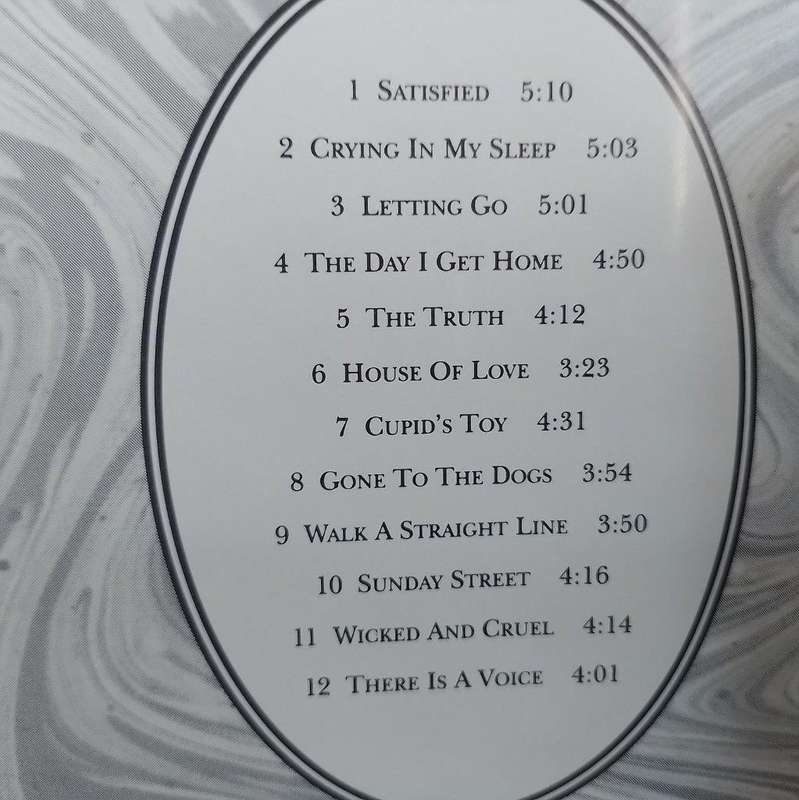 1 Satisfied 5:10
2 Crying In My Sleep 5:03
3 Letting Go 5:01
4 The Day I Get Home 4:50
5 The Truth 4:12
6 House Of Love 3:23
7 Cupid's Toy 4:31
8 Gone To The Dogs 3:54
9 Walk A Straight Line 3:50
10 Sunday Street 4:16
11 Wicked And Cruel 4:14
12 There Is A Voice 4:01